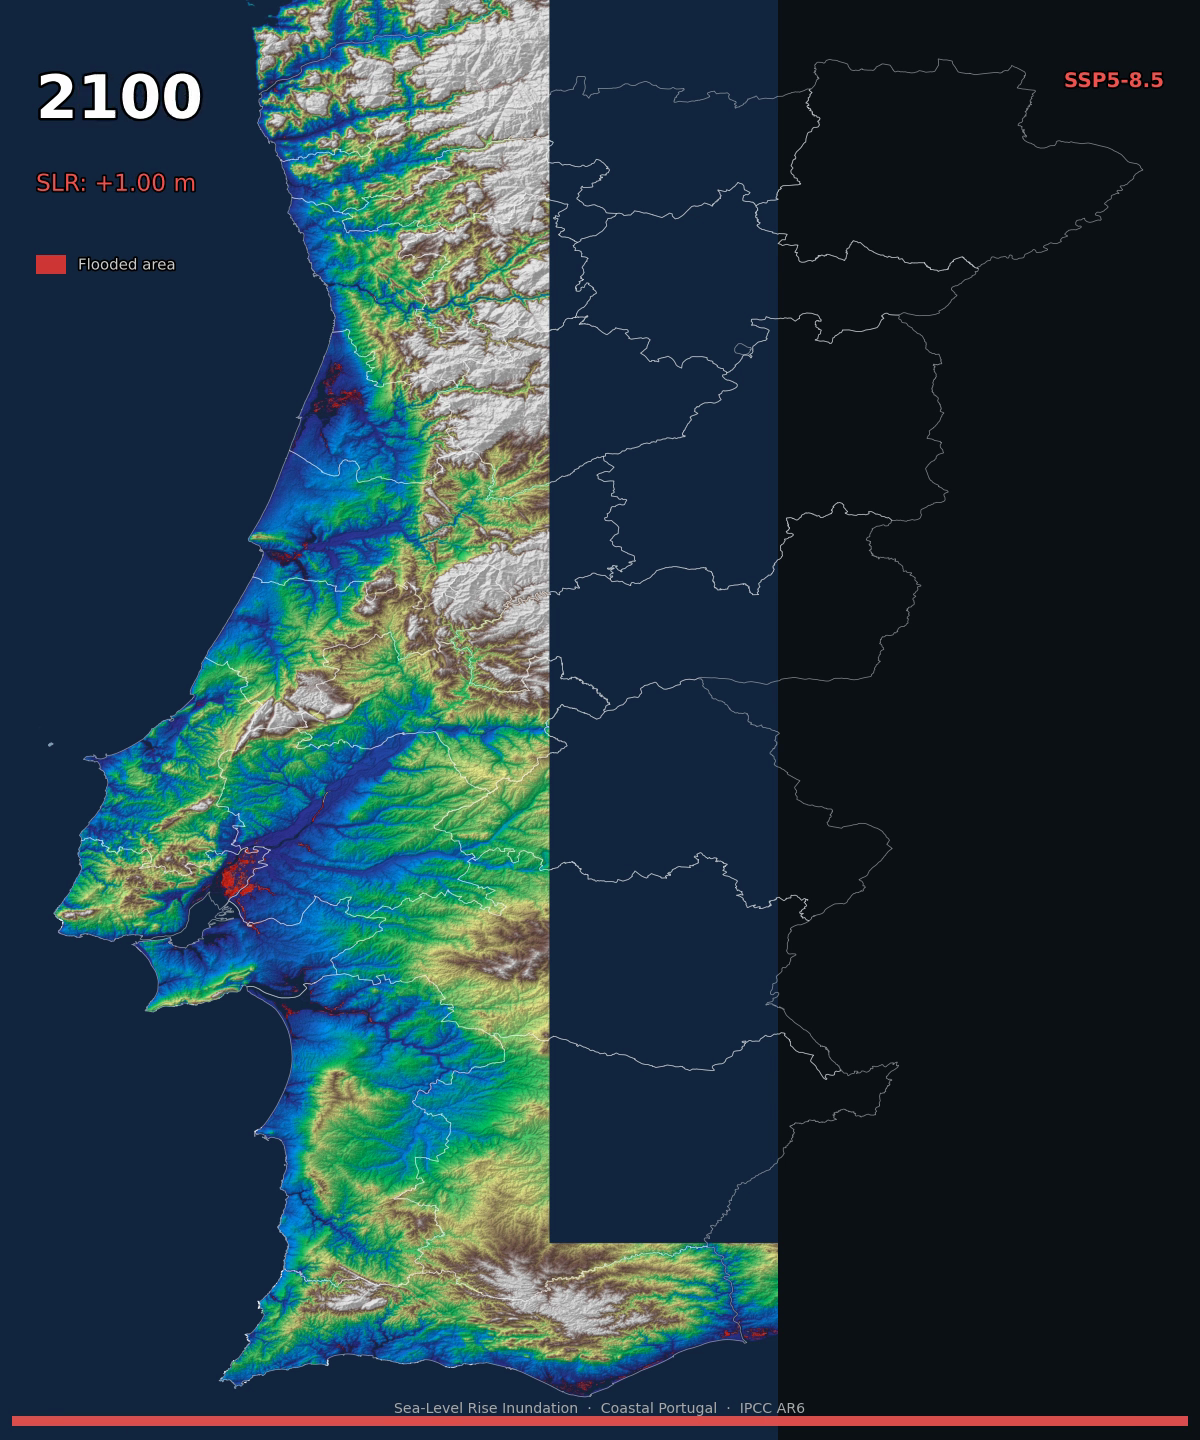 2100
SSP5-8.5
SLR: +1.00 m
Flooded area
Sea-Level Rise Inundation · Coastal Portugal · IPCC AR6